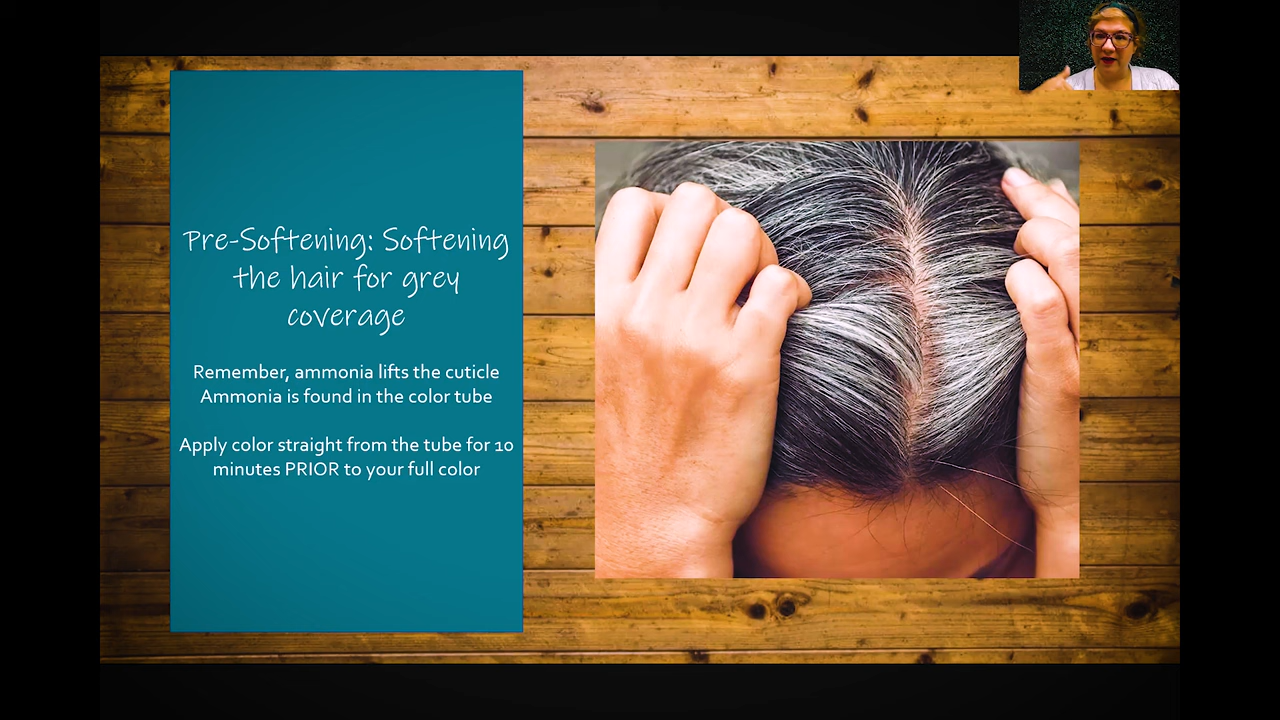 Pre-Softening: Softening
the hair for grey
coverage
Remember, ammonia lifts the cuticle
Ammonia is found in the color tube
Apply color straight from the tube for 10
minutes PRIOR to your full color